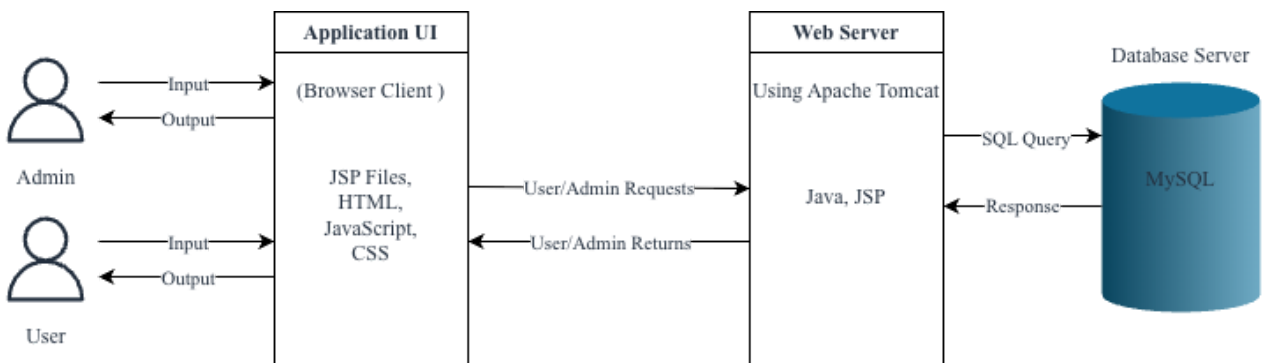 Application UI
Web Server
Database Server
(Browser Client )
Using Apache Tomcat
Input
Output
Admin
JSP Files,
HTML,
JavaScript,
CSS
User/Admin Requests
User/Admin Returns
Java, JSP
SQL Query
Response
MySQL
Input
Output
User